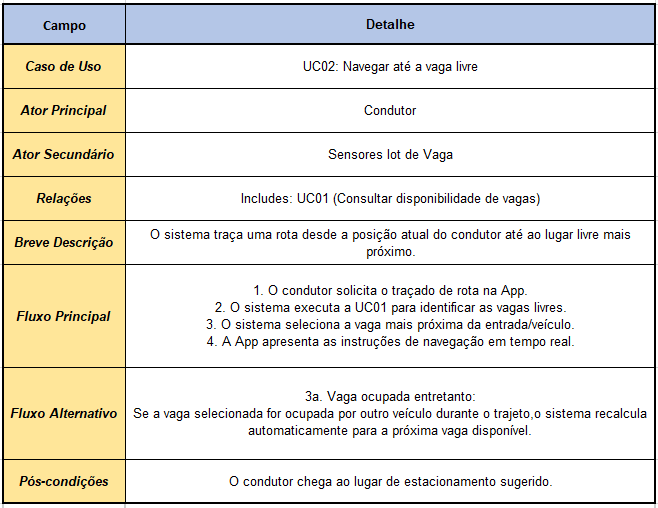 Campo
Detalhe
Caso de Uso
UC02: Navegar até a vaga livre
Ator Principal
Condutor
Ator Secundário
Sensores Iot de Vaga
Relações
Includes: UC01 (Consultar disponibilidade de vagas)
Breve Descrição
O sistema traça uma rota desde a posição atual do condutor até ao lugar livre mais
próximo.
Fluxo Principal
1. O condutor solicita o traçado de rota na App.
2. O sistema executa a UC01 para identificar as vagas livres.
3. O sistema seleciona a vaga mais próxima da entrada/veículo.
4. A App apresenta as instruções de navegação em tempo real.
Fluxo Alternativo
3a. Vaga ocupada entretanto:
Se a vaga selecionada for ocupada por outro veículo durante o trajeto,o sistema recalcula
automaticamente para a próxima vaga disponível.
Pós-condições
O condutor chega ao lugar de estacionamento sugerido.